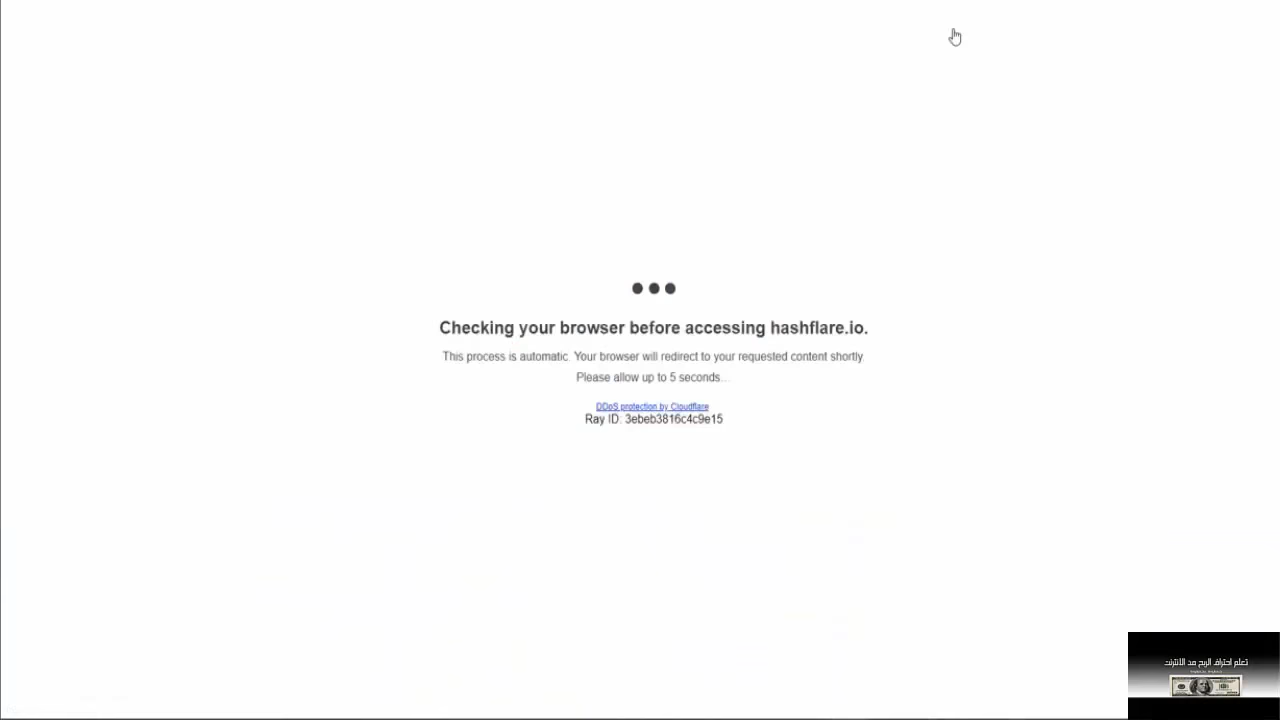 Checking your browser before accessing hashflare.io.
This process is automatic. Your browser will redirect to your requested content shortly.
Please allow up to 5 seconds...
DDoS protection by Cloudflare
Ray ID: 3ebeb3816c4c9e15
تعلم احتراف الربح من الانترنت